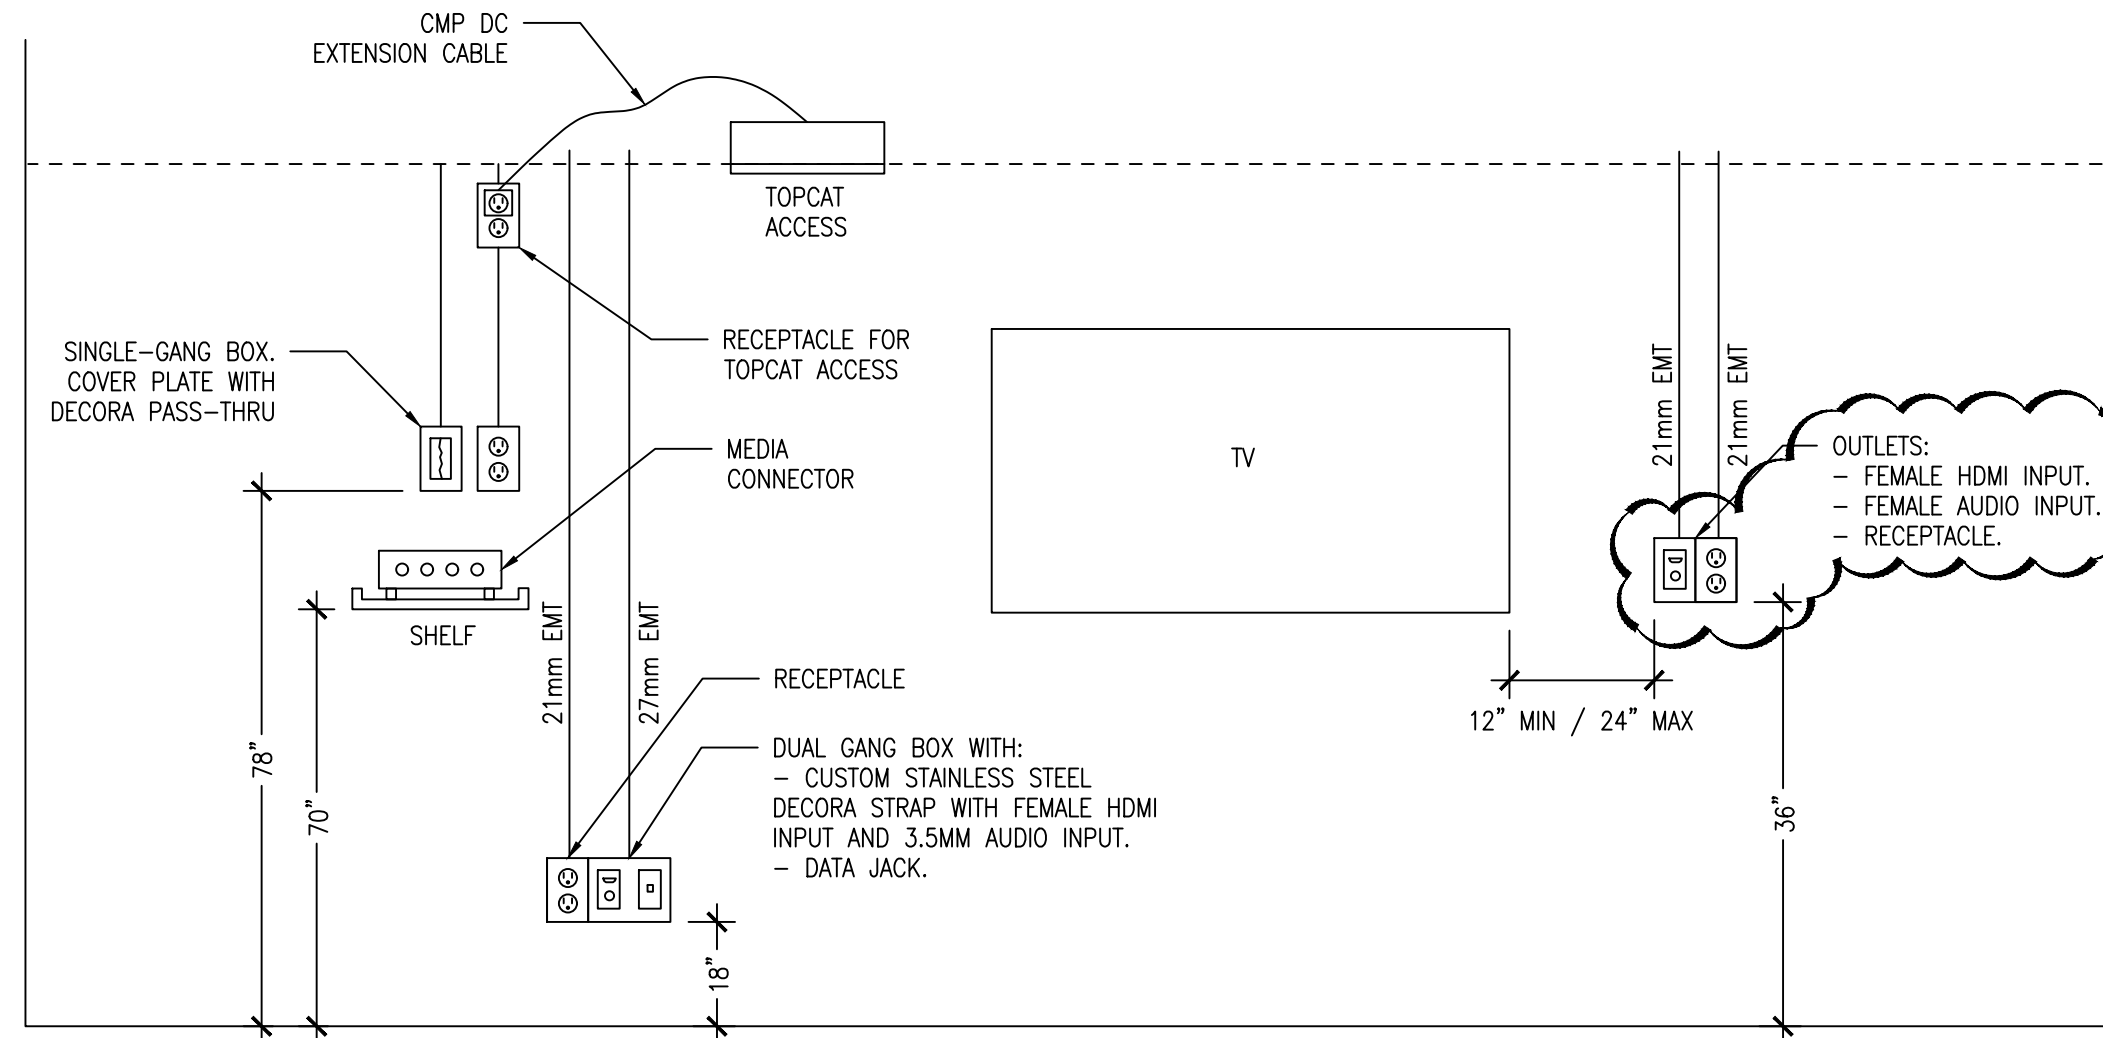 CMP DC
EXTENSION CABLE
TOPCAT
ACCESS
RECEPTACLE FOR
TOPCAT ACCESS
SINGLE-GANG BOX.
COVER PLATE WITH
DECORA PASS-THRU
MEDIA
CONNECTOR
SHELF
TV
21mm EMT
21mm EMT
OUTLETS:
- FEMALE HDMI INPUT.
- FEMALE AUDIO INPUT.
- RECEPTACLE.
21mm EMT
27mm EMT
RECEPTACLE
12" MIN / 24" MAX
DUAL GANG BOX WITH:
- CUSTOM STAINLESS STEEL
DECORA STRAP WITH FEMALE HDMI
INPUT AND 3.5MM AUDIO INPUT.
- DATA JACK.
78"
70"
18"
36"